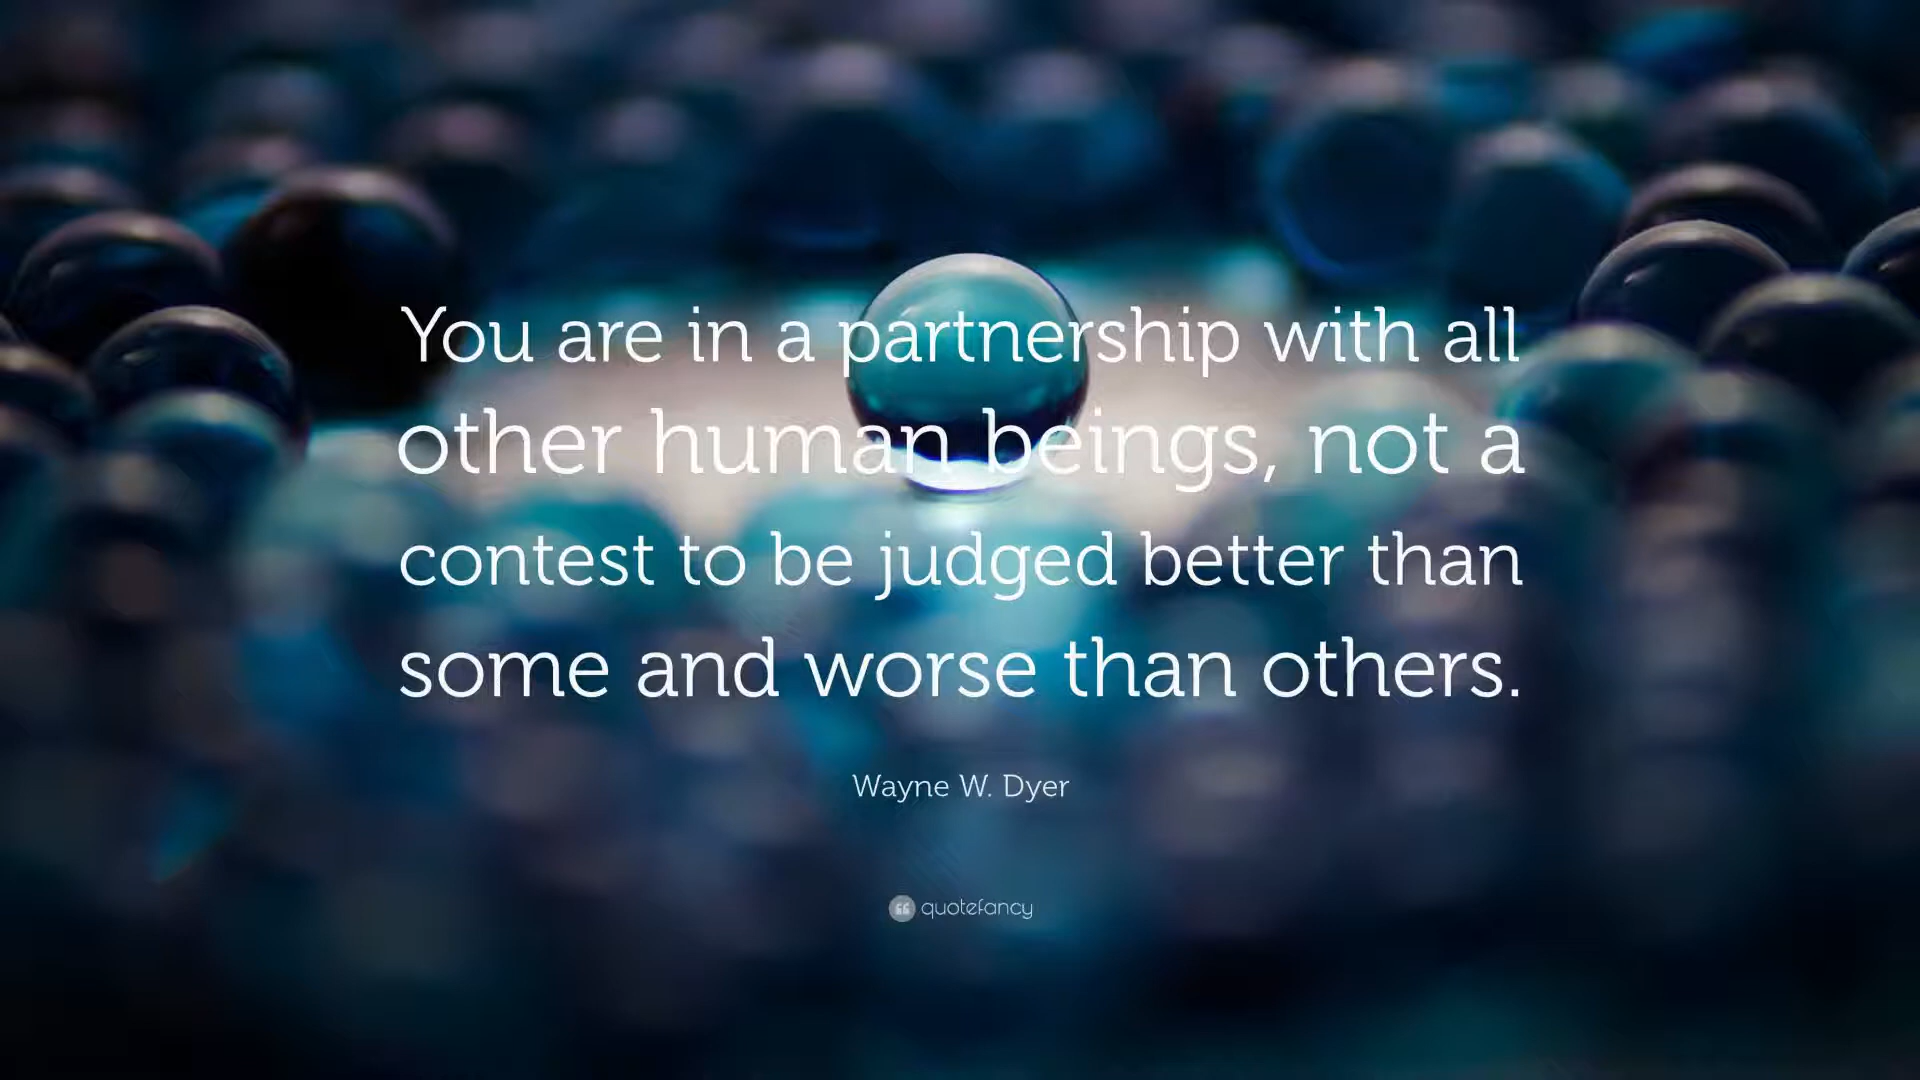 You are in a partnership with all
other human beings, not a
contest to be judged better than
some and worse than others.
Wayne W. Dyer
quotefancy